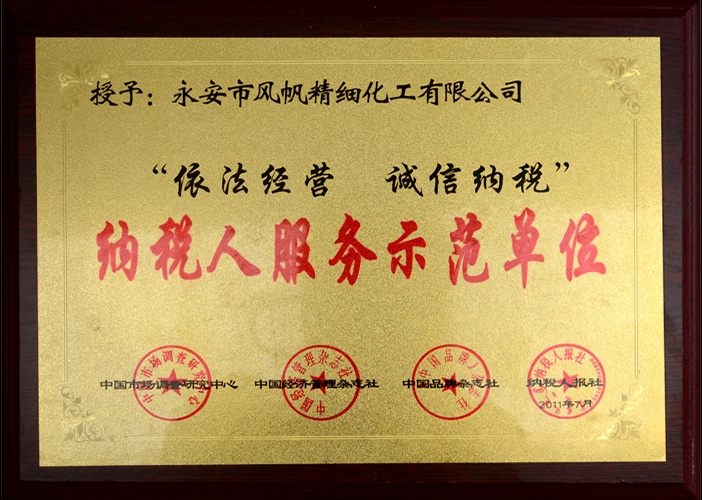 授予：永安市风帆精细化工有限公司
“依法经营 诚信纳税”
纳税人服务示范单位
中国市场调查研究中心 中国经济管理杂志社 中国品牌杂志社 纳税人报社
2011年7月